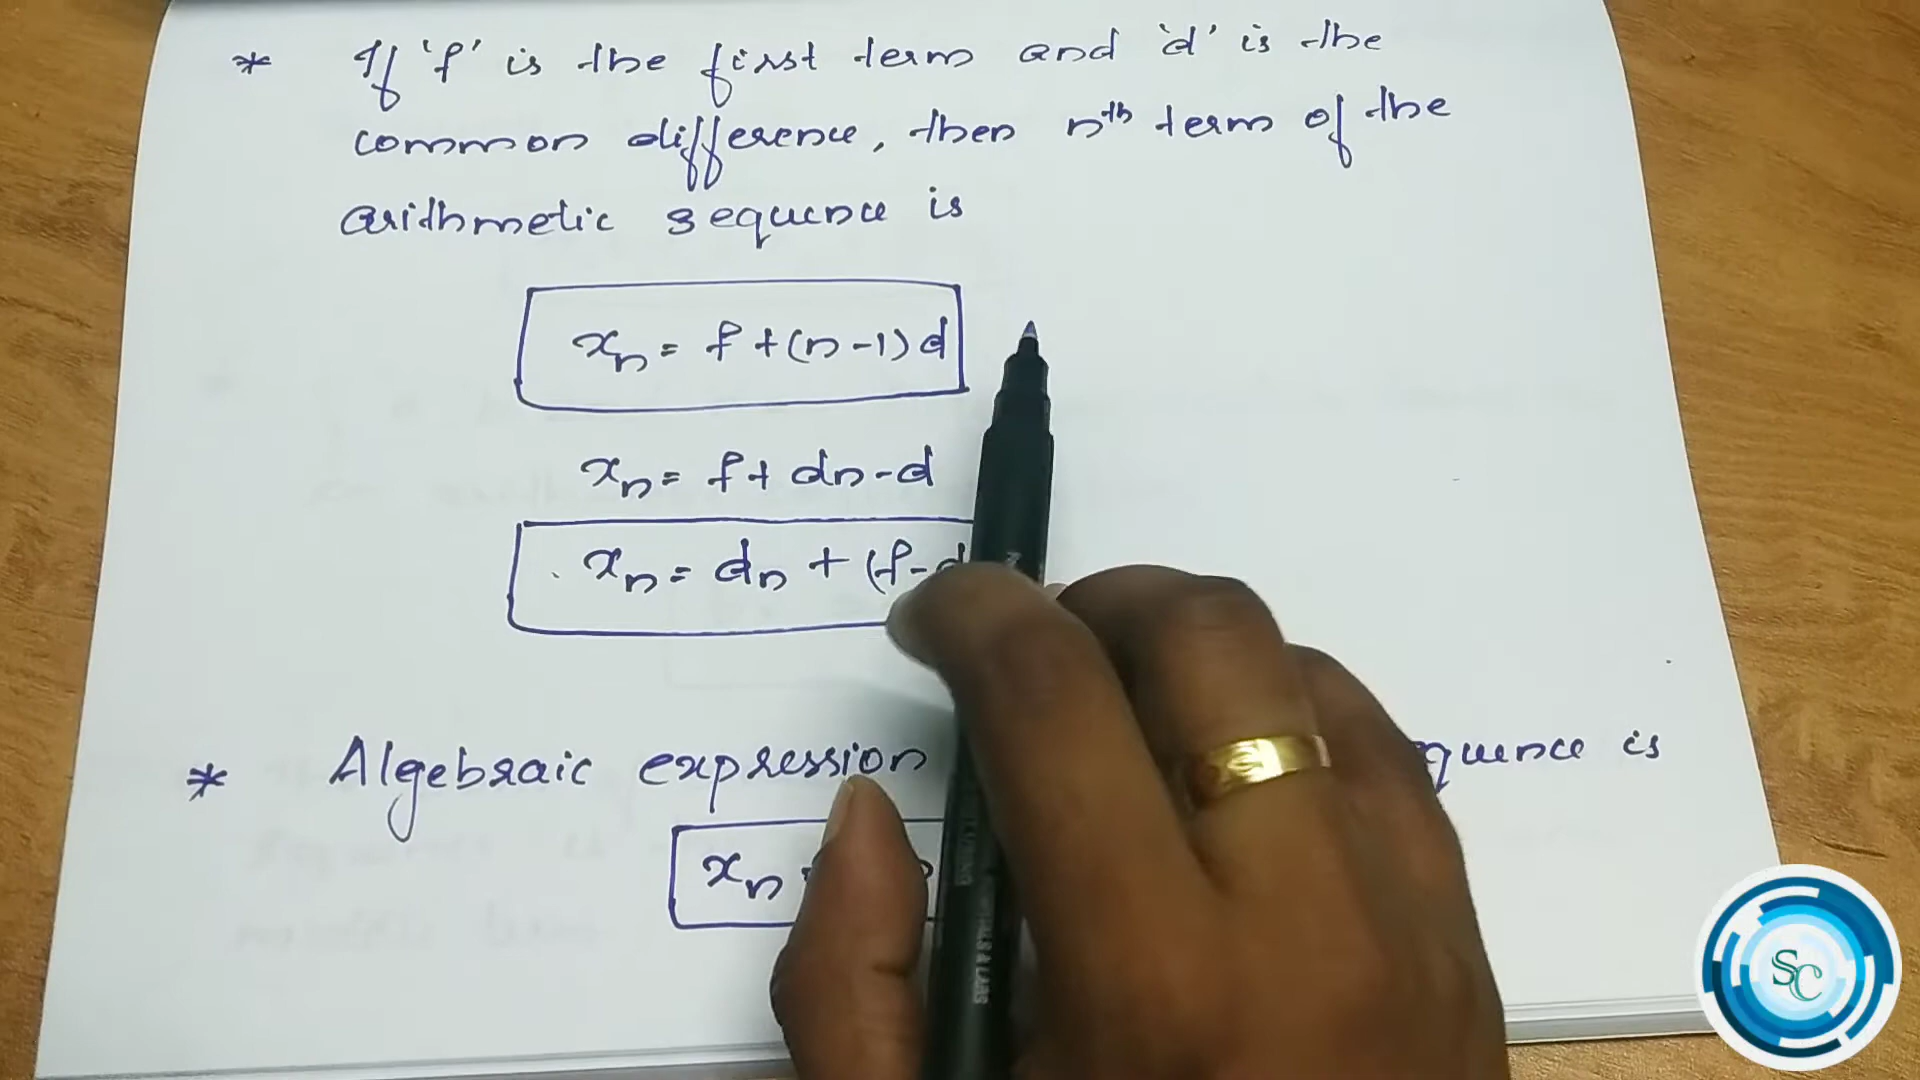 * If 'f' is the first term and 'd' is the
common difference, then nth term of the
arithmetic sequence is
xn = f + (n-1) d
xn = f + dn - d
xn = dn + (f-d
* Algebraic expression quence is
xn
SC